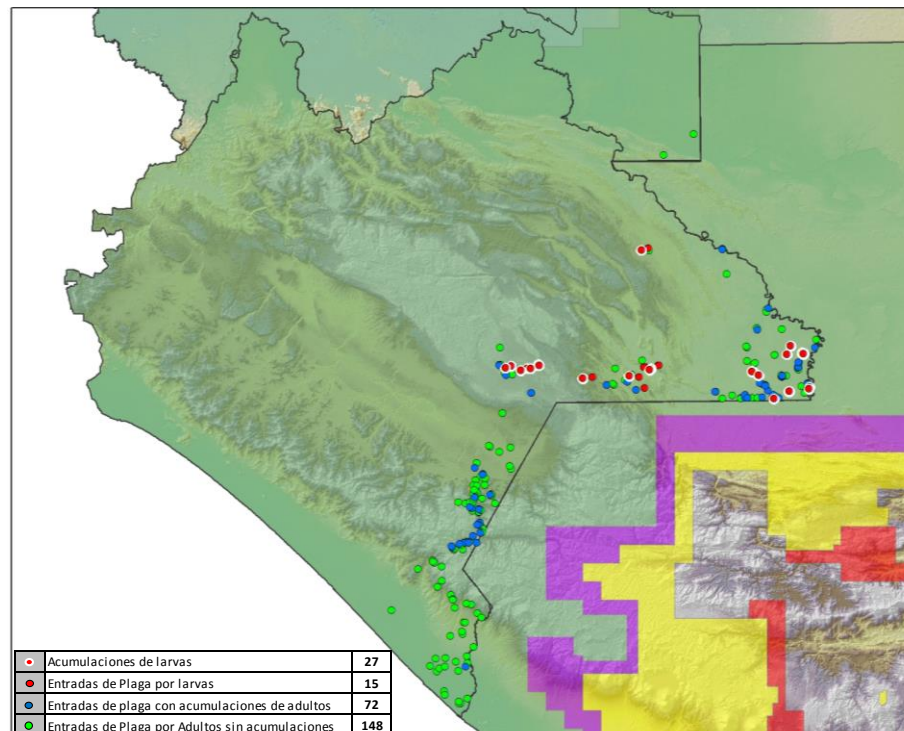 Acumulaciones de larvas 27
Entradas de Plaga por larvas 15
Entradas de plaga con acumulaciones de adultos 72
Entradas de Plaga por Adultos sin acumulaciones 148